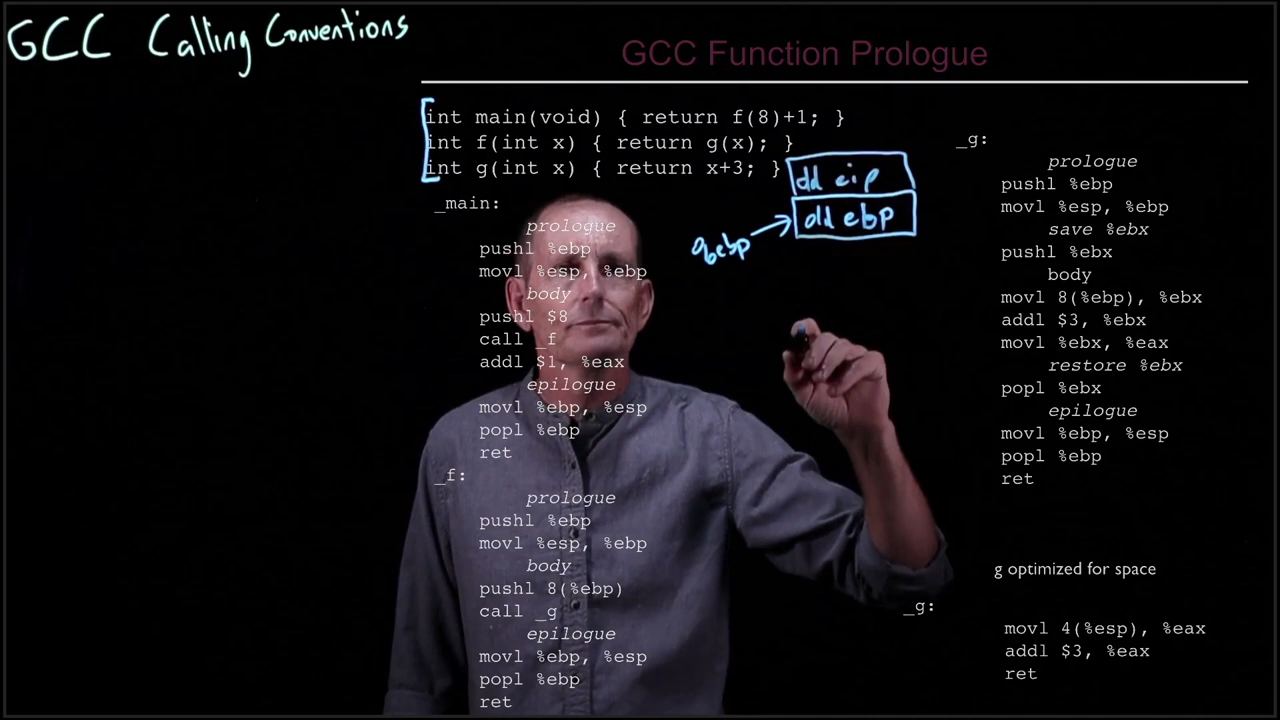 GCC Calling Conventions
GCC Function Prologue
int main(void) { return f(8)+1; }
int f(int x) { return g(x); }
int g(int x) { return x+3; }
old eip
old ebp
%ebp
_main:
prologue
pushl %ebp
movl %esp, %ebp
body
pushl $8
call _f
addl $1, %eax
epilogue
movl %ebp, %esp
popl %ebp
ret
_f:
prologue
pushl %ebp
movl %esp, %ebp
body
pushl 8(%ebp)
call _g
epilogue
movl %ebp, %esp
popl %ebp
ret
_g:
prologue
pushl %ebp
movl %esp, %ebp
save %ebx
pushl %ebx
body
movl 8(%ebp), %ebx
addl $3, %ebx
movl %ebx, %eax
restore %ebx
popl %ebx
epilogue
movl %ebp, %esp
popl %ebp
ret
g optimized for space
_g:
movl 4(%esp), %eax
addl $3, %eax
ret